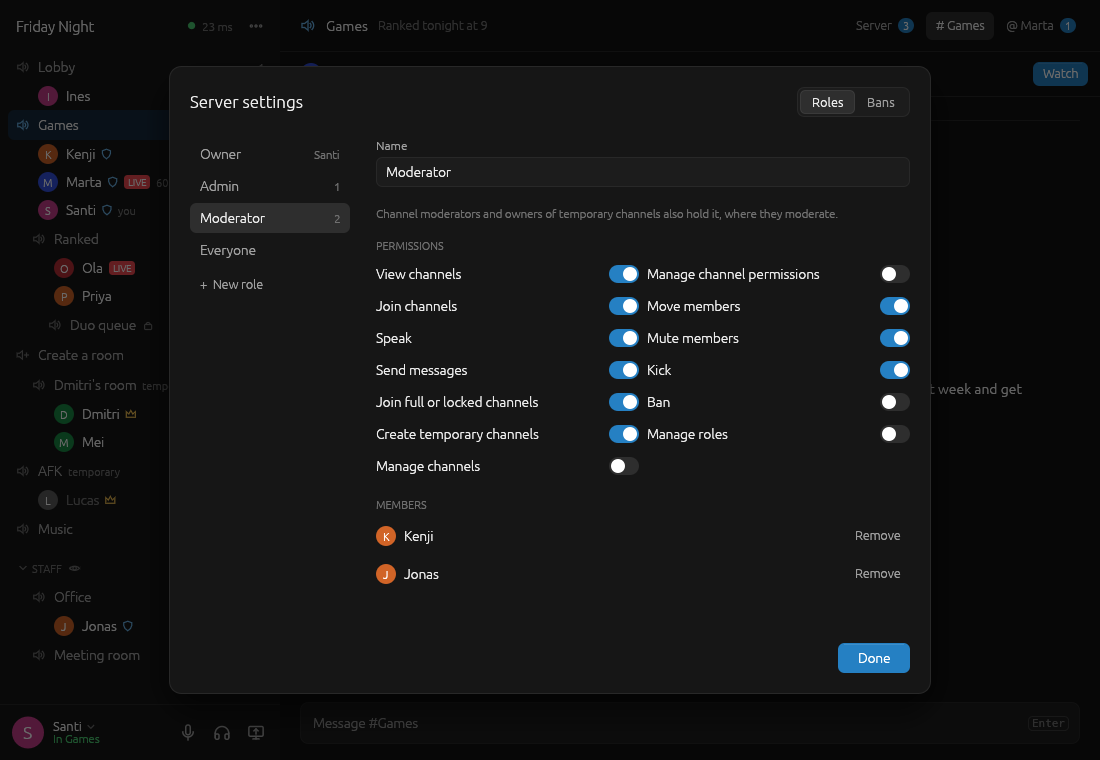 Friday Night
23 ms
Games Ranked tonight at 9
Server 3
# Games
@ Marta 1
Watch
Lobby
I Ines
Games
K Kenji
M Marta LIVE 60
S Santi you
Ranked
O Ola LIVE
P Priya
Duo queue
Create a room
Dmitri's room temp
D Dmitri
M Mei
AFK temporary
L Lucas
Music
STAFF
Office
J Jonas
Meeting room
S Santi
In Games
Server settings
Roles Bans
Owner Santi
Admin 1
Moderator 2
Everyone
+ New role
Name
Moderator
Channel moderators and owners of temporary channels also hold it, where they moderate.
PERMISSIONS
View channels
Manage channel permissions
Join channels
Move members
Speak
Mute members
Send messages
Kick
Join full or locked channels
Ban
Create temporary channels
Manage roles
Manage channels
MEMBERS
K Kenji Remove
J Jonas Remove
Done
t week and get
Message #Games Enter